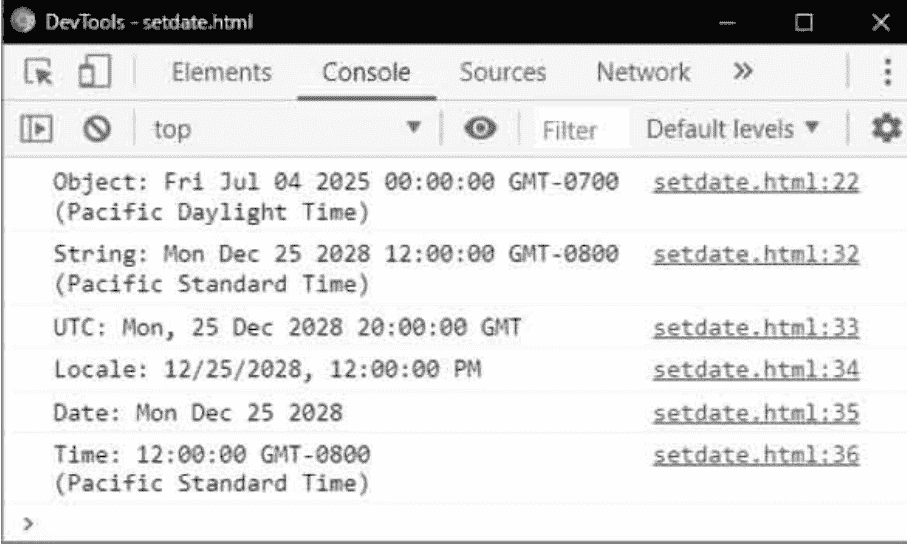 DevTools - setdate.html
Elements Console Sources Network »
top Filter Default levels
Object: Fri Jul 04 2025 00:00:00 GMT-0700 setdate.html:22
(Pacific Daylight Time)
String: Mon Dec 25 2028 12:00:00 GMT-0800 setdate.html:32
(Pacific Standard Time)
UTC: Mon, 25 Dec 2028 20:00:00 GMT setdate.html:33
Locale: 12/25/2028, 12:00:00 PM setdate.html:34
Date: Mon Dec 25 2028 setdate.html:35
Time: 12:00:00 GMT-0800 setdate.html:36
(Pacific Standard Time)
>